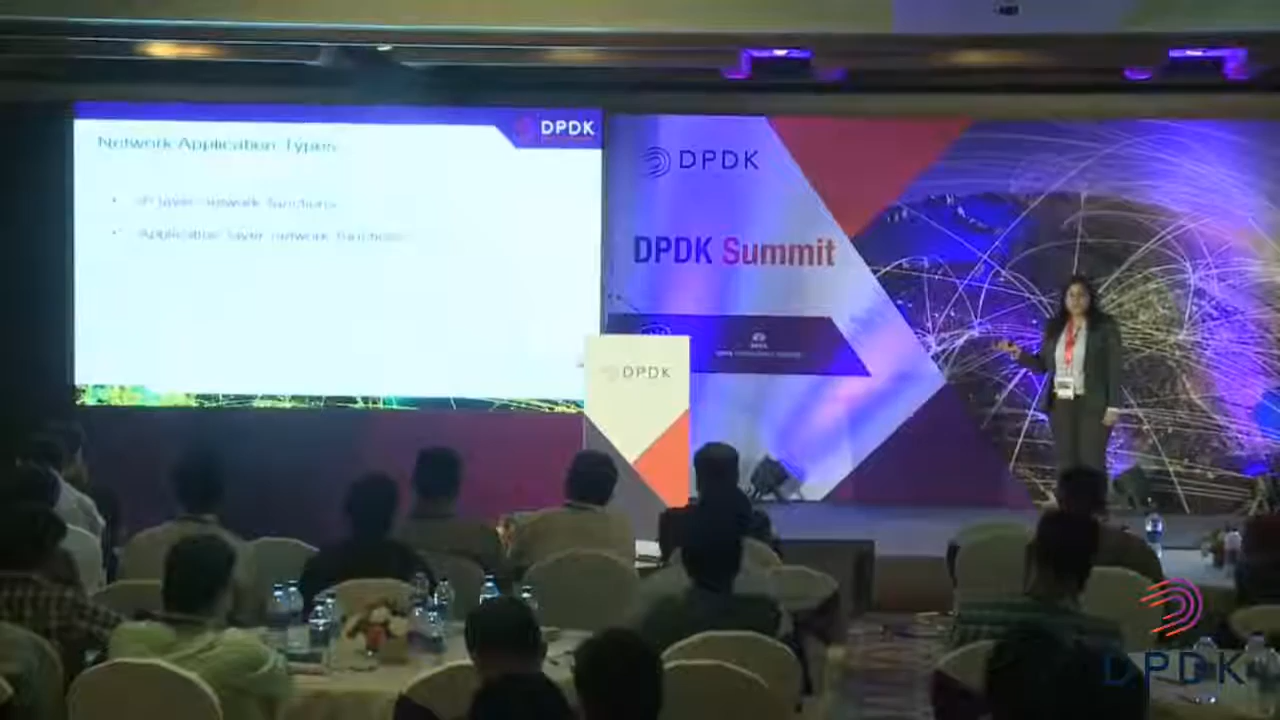 DPDK
Network Application Types
• IP layer network functions
• Application layer network functions
DPDK
DPDK Summit
DPDK
DPDK